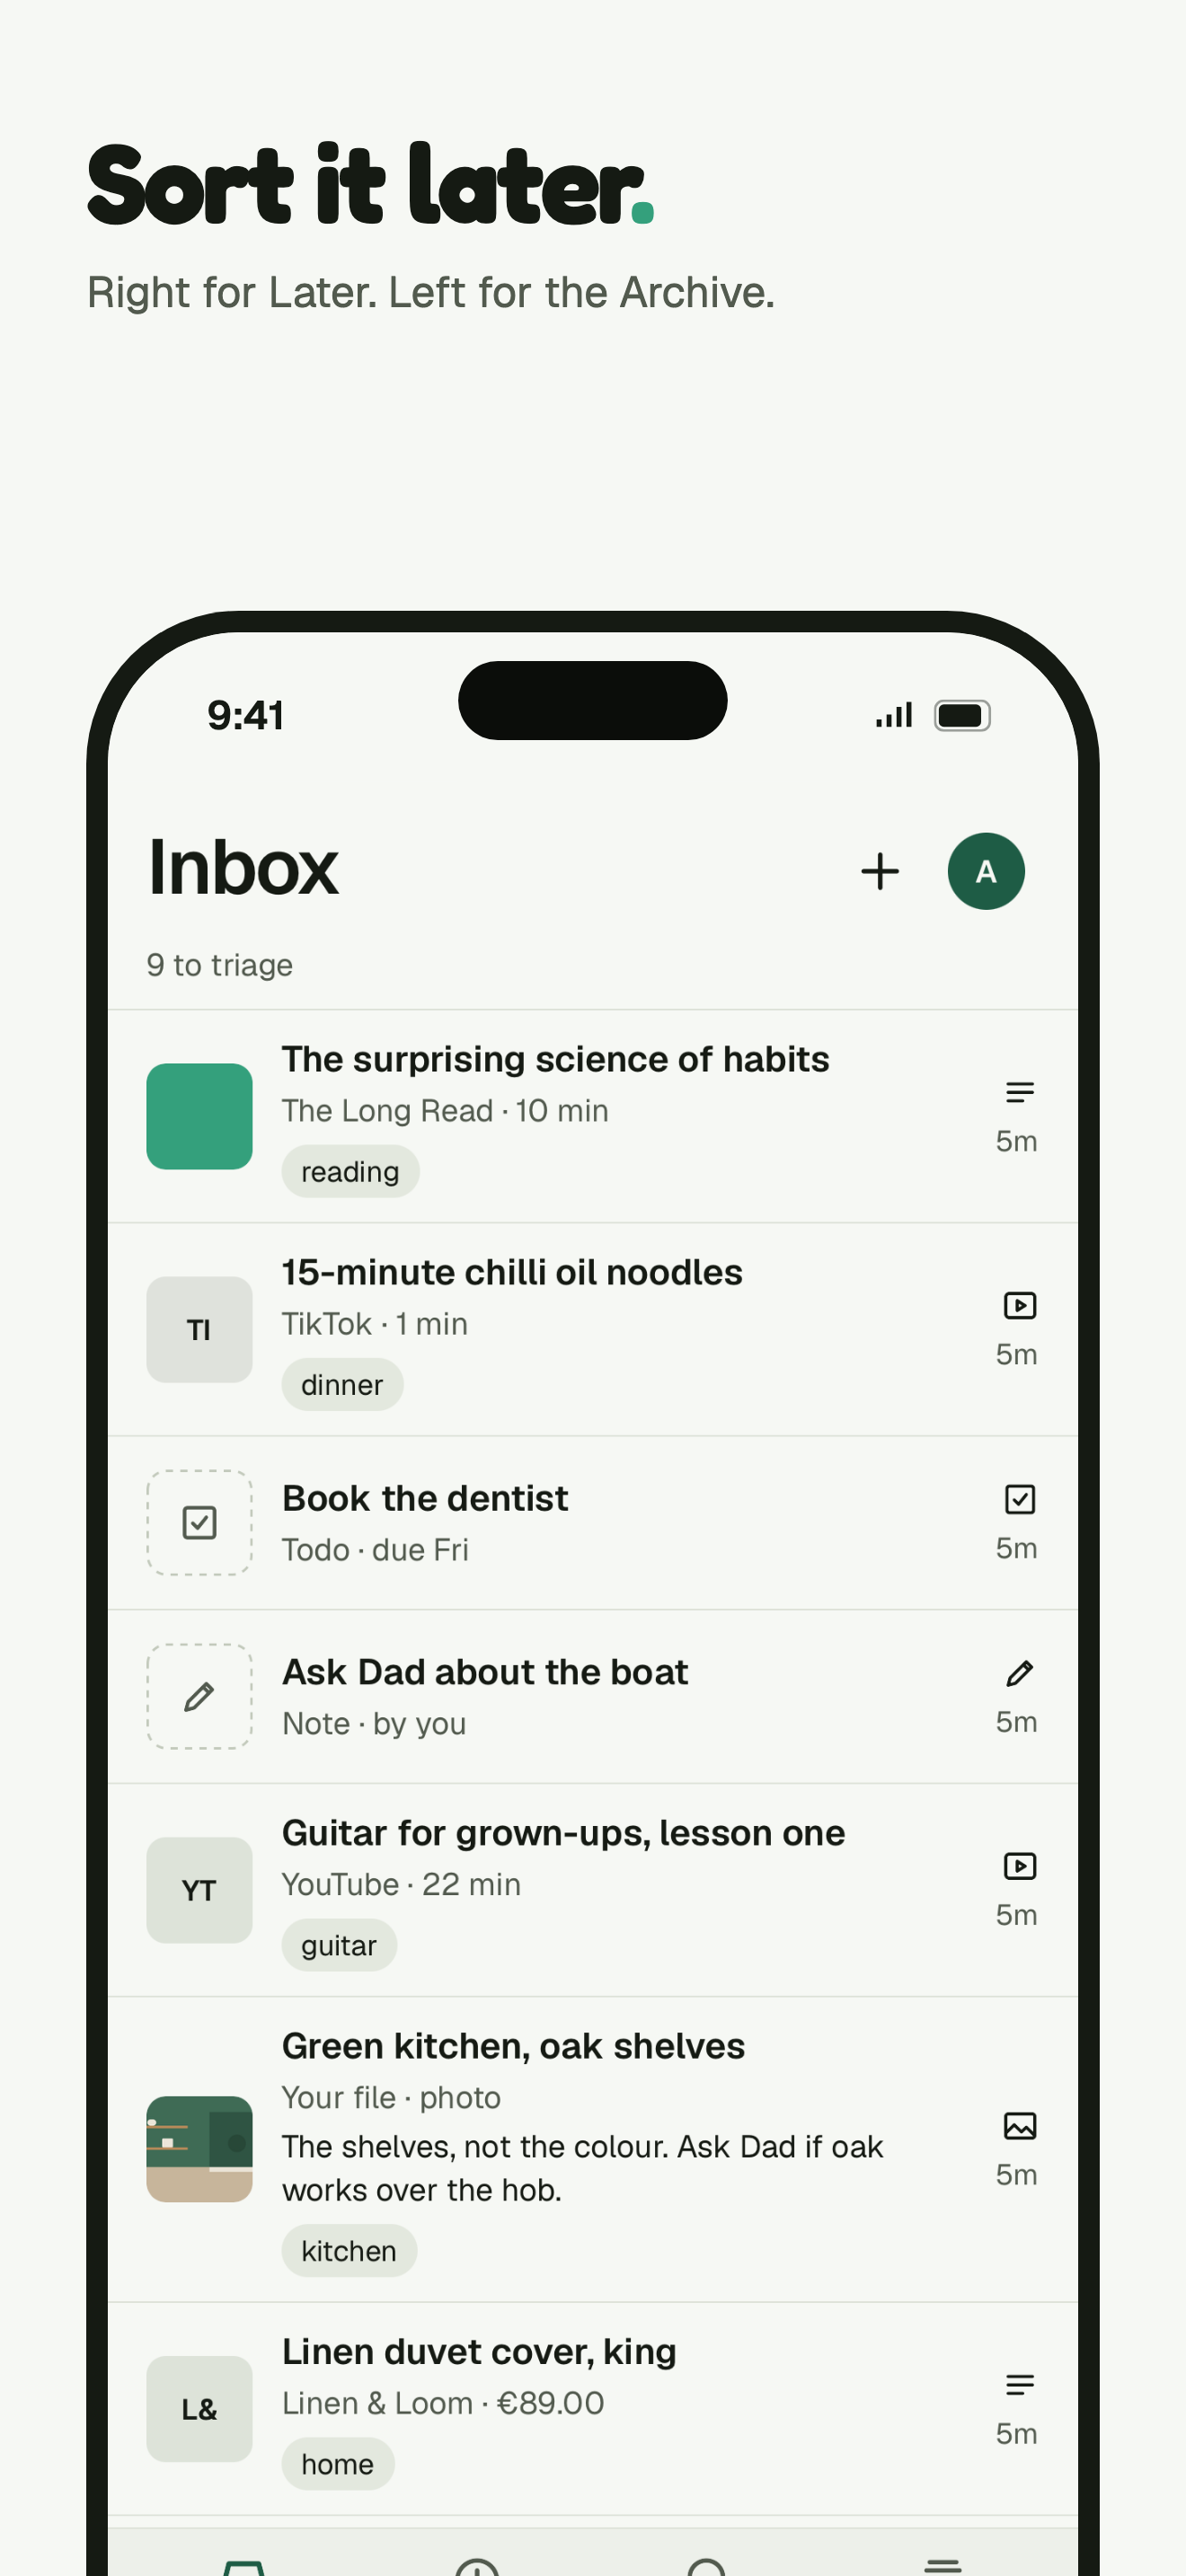 Sort it later.
Right for Later. Left for the Archive.
9:41
Inbox
A
9 to triage
The surprising science of habits
The Long Read · 10 min
5m
reading
15-minute chilli oil noodles
TI
TikTok · 1 min
5m
dinner
Book the dentist
Todo · due Fri
5m
Ask Dad about the boat
Note · by you
5m
Guitar for grown-ups, lesson one
YT
YouTube · 22 min
5m
guitar
Green kitchen, oak shelves
Your file · photo
The shelves, not the colour. Ask Dad if oak
works over the hob.
5m
kitchen
Linen duvet cover, king
L&
Linen & Loom · €89.00
5m
home